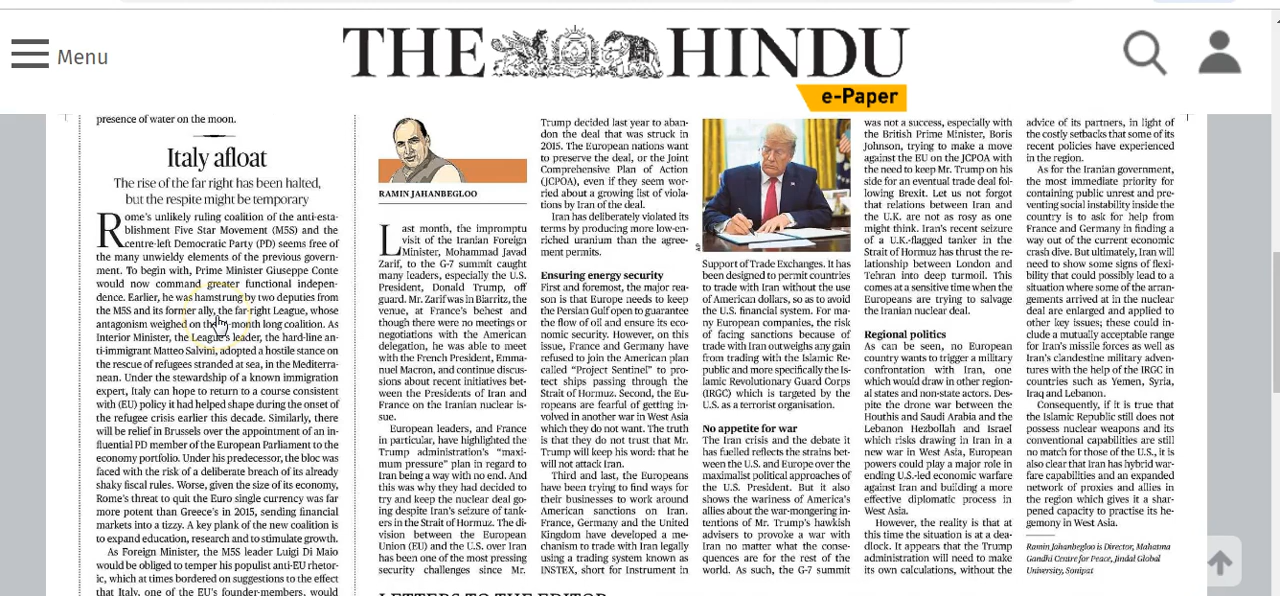 Menu
THE HINDU
e-Paper
presence of water on the moon.
Italy afloat
The rise of the far right has been halted,
but the respite might be temporary
Rome's unlikely ruling coalition of the anti-esta-
blishment Five Star Movement (M5S) and the
centre-left Democratic Party (PD) seems free of
the many unwieldy elements of the previous govern-
ment. To begin with, Prime Minister Giuseppe Conte
would now command greater functional indepen-
dence. Earlier, he was hamstrung by two deputies from
the M5S and its former ally, the far-right League, whose
antagonism weighed on the -month long coalition. As
Interior Minister, the League's leader, the hard-line an-
ti-immigrant Matteo Salvini, adopted a hostile stance on
the rescue of refugees stranded at sea, in the Mediterra-
nean. Under the stewardship of a known immigration
expert, Italy can hope to return to a course consistent
with (EU) policy it had helped shape during the onset of
the refugee crisis earlier this decade. Similarly, there
will be relief in Brussels over the appointment of an in-
fluential PD member of the European Parliament to the
economy portfolio. Under his predecessor, the bloc was
faced with the risk of a deliberate breach of its already
shaky fiscal rules. Worse, given the size of its economy,
Rome's threat to quit the Euro single currency was far
more potent than Greece's in 2015, sending financial
markets into a tizzy. A key plank of the new coalition is
to expand education, research and to stimulate growth.
As Foreign Minister, the M5S leader Luigi Di Maio
would be obliged to temper his populist anti-EU rhetor-
ic, which at times bordered on suggestions to the effect
that Italy, one of the EU's founder-members, would
RAMIN JAHANBEGLOO
Last month, the impromptu
visit of the Iranian Foreign
Minister, Mohammad Javad
Zarif, to the G-7 summit caught
many leaders, especially the U.S.
President, Donald Trump, off
guard. Mr. Zarif was in Biarritz, the
venue, at France's behest and
though there were no meetings or
negotiations with the American
delegation, he was able to meet
with the French President, Emma-
nuel Macron, and continue discus-
sions about recent initiatives bet-
ween the Presidents of Iran and
France on the Iranian nuclear is-
sue.
European leaders, and France
in particular, have highlighted the
Trump administration's "maxi-
mum pressure" plan in regard to
Iran being a way with no end. And
this was why they had decided to
try and keep the nuclear deal go-
ing despite Iran's seizure of tank-
ers in the Strait of Hormuz. The di-
vision between the European
Union (EU) and the U.S. over Iran
has been one of the most pressing
security challenges since Mr.
Trump decided last year to aban-
don the deal that was struck in
2015. The European nations want
to preserve the deal, or the Joint
Comprehensive Plan of Action
(JCPOA), even if they seem wor-
ried about a growing list of viola-
tions by Iran of the deal.
Iran has deliberately violated its
terms by producing more low-en-
riched uranium than the agree-
ment permits.
Ensuring energy security
First and foremost, the major rea-
son is that Europe needs to keep
the Persian Gulf open to guarantee
the flow of oil and ensure its eco-
nomic security. However, on this
issue, France and Germany have
refused to join the American plan
called "Project Sentinel" to pro-
tect ships passing through the
Strait of Hormuz. Second, the Eu-
ropeans are fearful of getting in-
volved in another war in West Asia
which they do not want. The truth
is that they do not trust that Mr.
Trump will keep his word: that he
will not attack Iran.
Third and last, the Europeans
have been trying to find ways for
their businesses to work around
American sanctions on Iran.
France, Germany and the United
Kingdom have developed a me-
chanism to trade with Iran legally
using a trading system known as
INSTEX, short for Instrument in
AP
Support of Trade Exchanges. It has
been designed to permit countries
to trade with Iran without the use
of American dollars, so as to avoid
the U.S. financial system. For ma-
ny European companies, the risk
of facing sanctions because of
trade with Iran outweighs any gain
from trading with the Islamic Re-
public and more specifically the Is-
lamic Revolutionary Guard Corps
(IRGC) which is targeted by the
U.S. as a terrorist organisation.
No appetite for war
The Iran crisis and the debate it
has fuelled reflects the strains bet-
ween the U.S. and Europe over the
maximalist political approaches of
the U.S. President. But it also
shows the wariness of America's
allies about the war-mongering in-
tentions of Mr. Trump's hawkish
advisers to provoke a war with
Iran no matter what the conse-
quences are for the rest of the
world. As such, the G-7 summit
was not a success, especially with
the British Prime Minister, Boris
Johnson, trying to make a move
against the EU on the JCPOA with
the need to keep Mr. Trump on his
side for an eventual trade deal fol-
lowing Brexit. Let us not forget
that relations between Iran and
the U.K. are not as rosy as one
might think. Iran's recent seizure
of a U.K.-flagged tanker in the
Strait of Hormuz has thrust the re-
lationship between London and
Tehran into deep turmoil. This
comes at a sensitive time when the
Europeans are trying to salvage
the Iranian nuclear deal.
Regional politics
As can be seen, no European
country wants to trigger a military
confrontation with Iran, one
which would draw in other region-
al states and non-state actors. Des-
pite the drone war between the
Houthis and Saudi Arabia and the
Lebanon Hezbollah and Israel
which risks drawing in Iran in a
new war in West Asia, European
powers could play a major role in
ending U.S.-led economic warfare
against Iran and building a more
effective diplomatic process in
West Asia.
However, the reality is that at
this time the situation is at a dea-
dlock. It appears that the Trump
administration will need to make
its own calculations, without the
advice of its partners, in light of
the costly setbacks that some of its
recent policies have experienced
in the region.
As for the Iranian government,
the most immediate priority for
containing public unrest and pre-
venting social instability inside the
country is to ask for help from
France and Germany in finding a
way out of the current economic
crash dive. But ultimately, Iran will
need to show some signs of flexi-
bility that could possibly lead to a
situation where some of the ar-
rangements arrived at in the nuclear
deal are enlarged and applied to
other key issues; these could in-
clude a mutually acceptable range
for Iran's missile forces as well as
Iran's clandestine military adven-
tures with the help of the IRGC in
countries such as Yemen, Syria,
Iraq and Lebanon.
Consequently, if it is true that
the Islamic Republic still does not
possess nuclear weapons and its
conventional capabilities are still
no match for those of the U.S., it is
also clear that Iran has hybrid war-
fare capabilities and an expanded
network of proxies and allies in
the region which gives it a shar-
pened capacity to practise its he-
gemony in West Asia.
Ramin Jahanbegloo is Director, Mahatma
Gandhi Centre for Peace, Jindal Global
University, Sonipat
LETTERS TO THE EDITOR